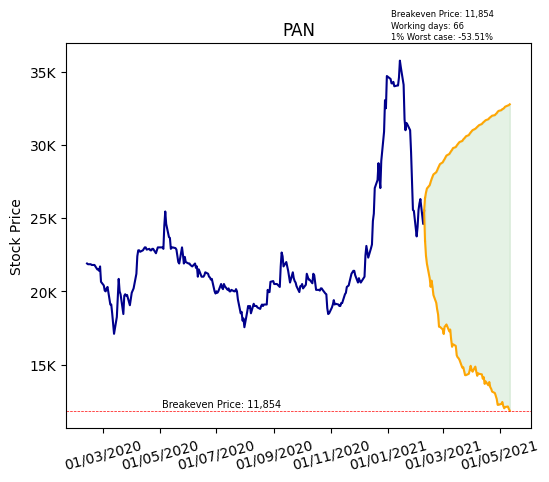 Breakeven Price: 11,854
Working days: 66
1% Worst case: -53.51%
PAN
Stock Price
35K
30K
25K
20K
15K
Breakeven Price: 11,854
01/03/2020
01/05/2020
01/07/2020
01/09/2020
01/11/2020
01/01/2021
01/03/2021
01/05/2021